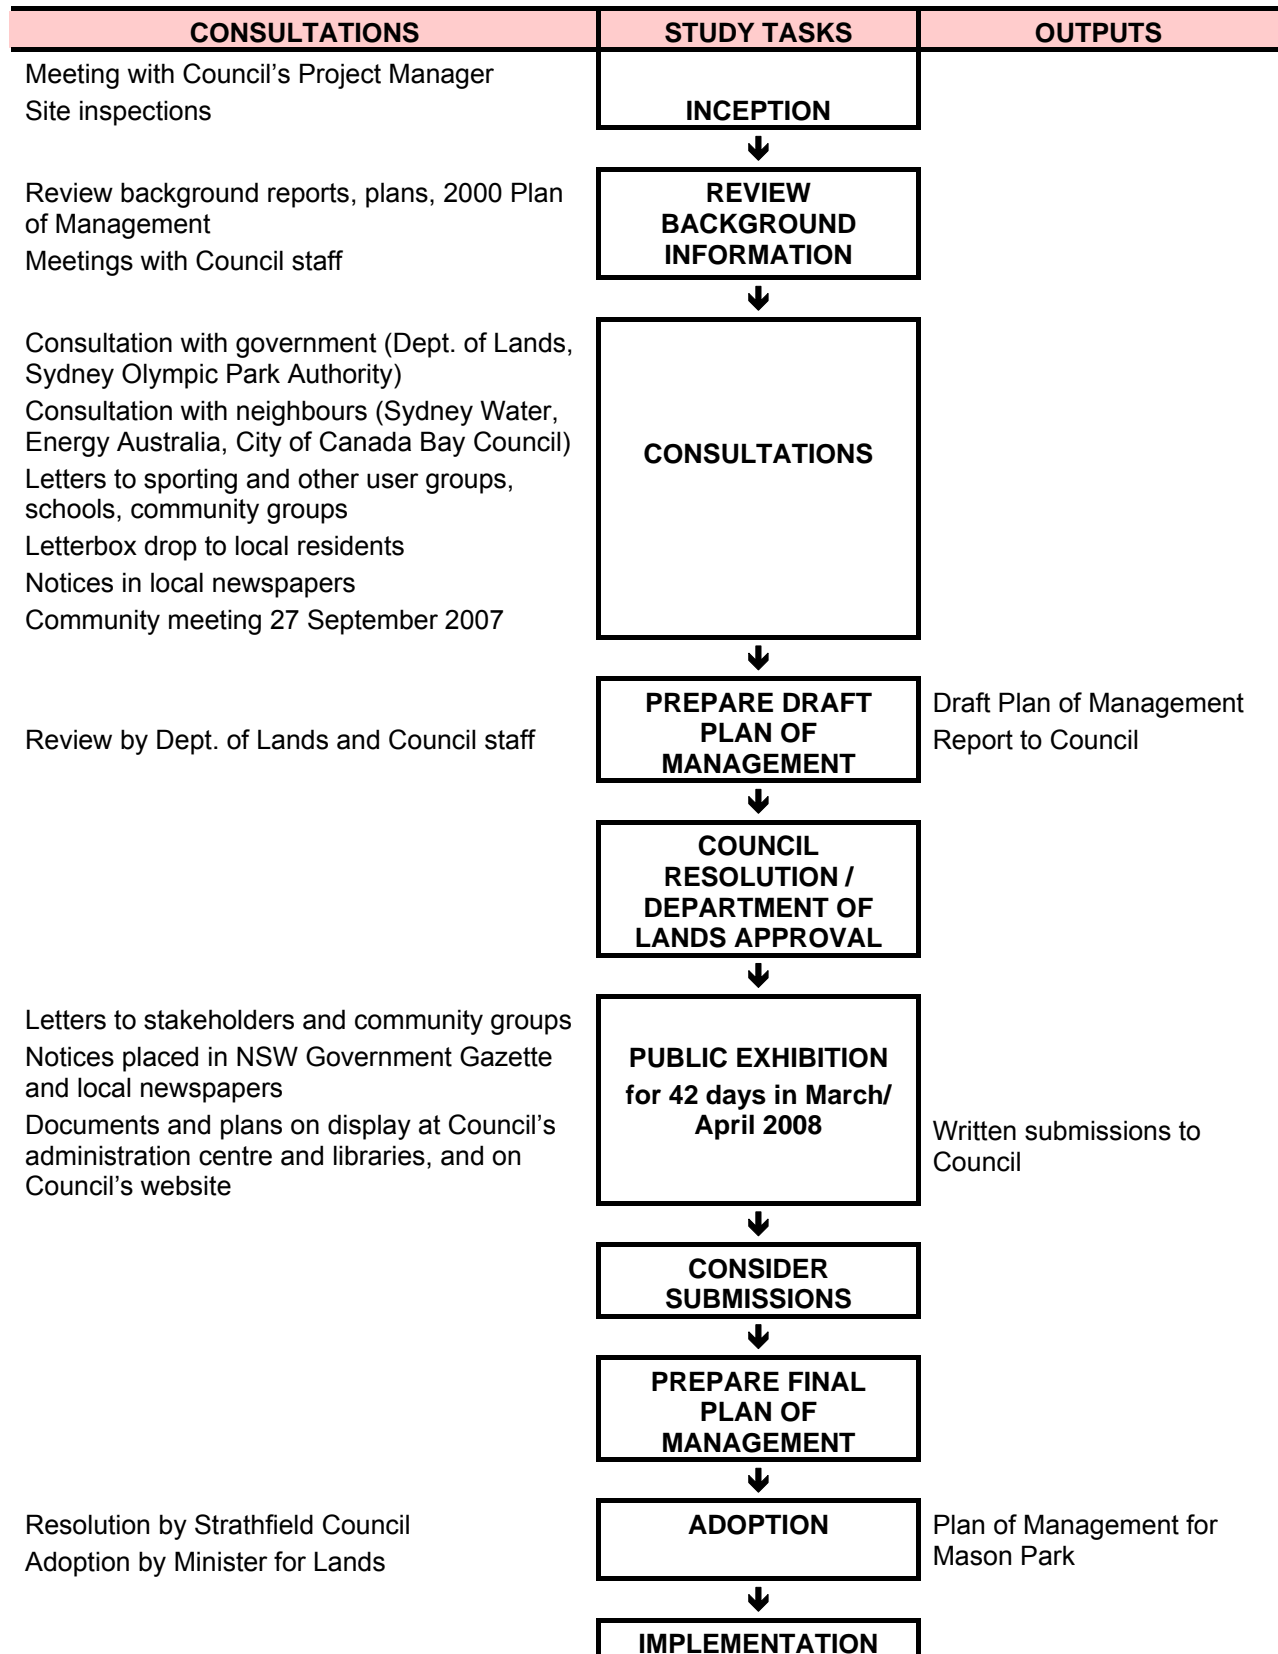 CONSULTATIONS STUDY TASKS OUTPUTS
Meeting with Council's Project Manager
Site inspections
INCEPTION
Review background reports, plans, 2000 Plan
of Management
Meetings with Council staff
REVIEW
BACKGROUND
INFORMATION
Consultation with government (Dept. of Lands,
Sydney Olympic Park Authority)
Consultation with neighbours (Sydney Water,
Energy Australia, City of Canada Bay Council)
Letters to sporting and other user groups,
schools, community groups
Letterbox drop to local residents
Notices in local newspapers
Community meeting 27 September 2007
CONSULTATIONS
Review by Dept. of Lands and Council staff
PREPARE DRAFT
PLAN OF
MANAGEMENT
Draft Plan of Management
Report to Council
COUNCIL
RESOLUTION /
DEPARTMENT OF
LANDS APPROVAL
Letters to stakeholders and community groups
Notices placed in NSW Government Gazette
and local newspapers
Documents and plans on display at Council's
administration centre and libraries, and on
Council's website
PUBLIC EXHIBITION
for 42 days in March/
April 2008
Written submissions to
Council
CONSIDER
SUBMISSIONS
PREPARE FINAL
PLAN OF
MANAGEMENT
Resolution by Strathfield Council
Adoption by Minister for Lands
ADOPTION
Plan of Management for
Mason Park
IMPLEMENTATION